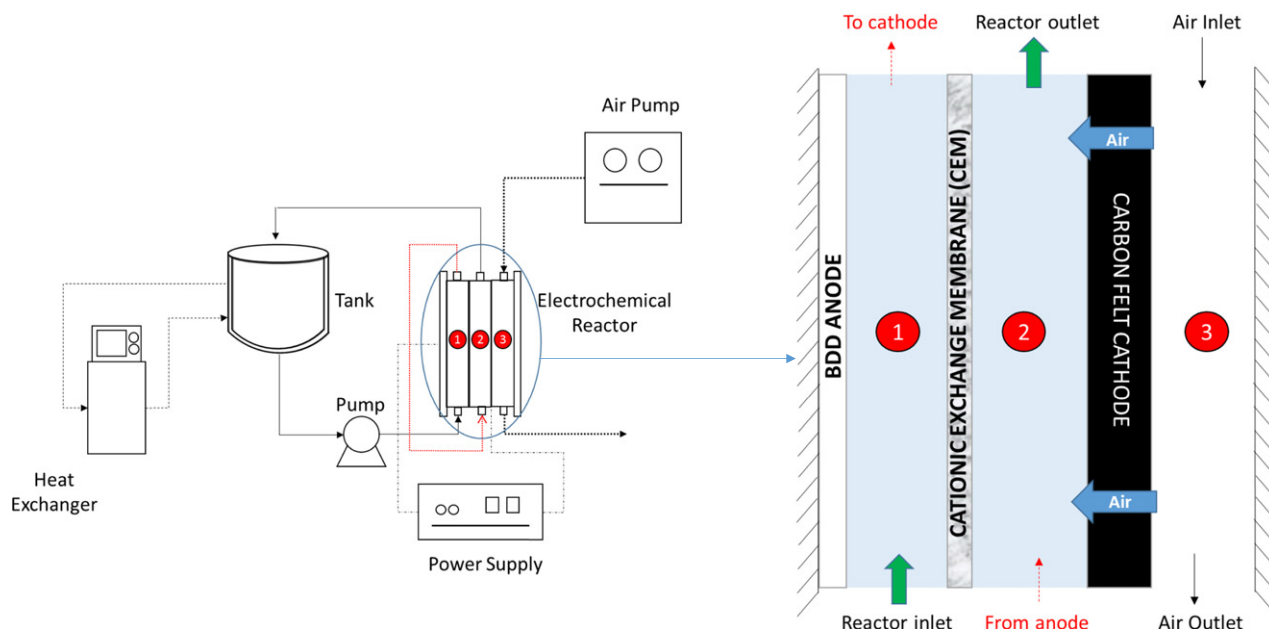 Air Pump
Tank
Electrochemical
Reactor
1
2
3
Pump
Heat
Exchanger
Power Supply
To cathode
Reactor outlet
Air Inlet
Air
BDD ANODE
CATIONIC EXCHANGE MEMBRANE (CEM)
CARBON FELT CATHODE
1
2
3
Air
Reactor inlet
From anode
Air Outlet